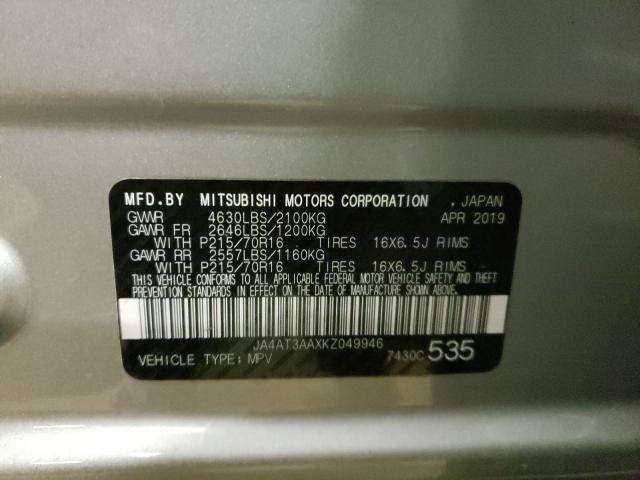 MFD.BY MITSUBISHI MOTORS CORPORATION . JAPAN
GVWR 4630LBS/2100KG APR 2019
GAWR FR 2646LBS/1200KG
WITH P215/70R16 TIRES 16X6.5J RIMS
GAWR RR 2557LBS/1160KG
WITH P215/70R16 TIRES 16X6.5J RIMS
THIS VEHICLE CONFORMS TO ALL APPLICABLE FEDERAL MOTOR VEHICLE SAFETY AND THEFT
PREVENTION STANDARDS IN EFFECT ON THE DATE OF MANUFACTURE SHOWN ABOVE.
JA4AT3AAXKZ049946
VEHICLE TYPE: MPV 7430C 535